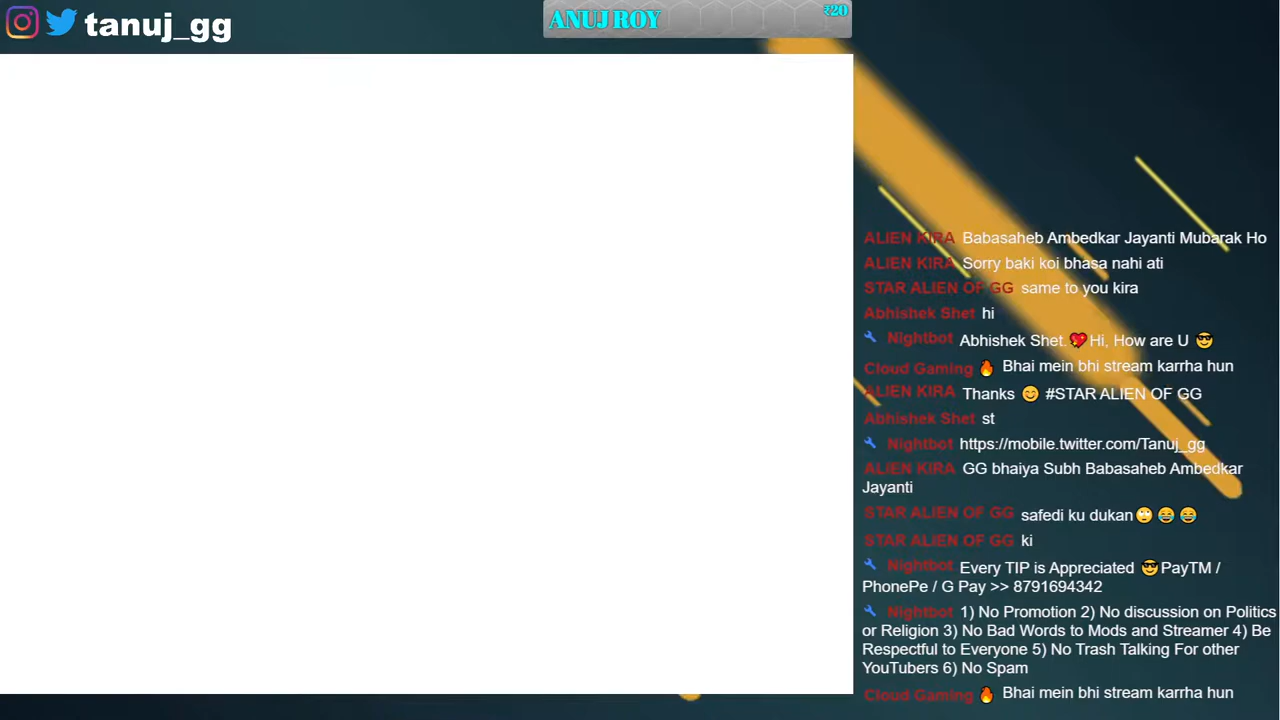 tanuj_gg
ANUJ ROY
₹20
ALIEN KIRA Babasaheb Ambedkar Jayanti Mubarak Ho
ALIEN KIRA Sorry baki koi bhasa nahi ati
STAR ALIEN OF GG same to you kira
Abhishek Shet hi
Nightbot Abhishek Shet.💖Hi, How are U 😎
Cloud Gaming 🔥 Bhai mein bhi stream karrha hun
ALIEN KIRA Thanks 😊 #STAR ALIEN OF GG
Abhishek Shet st
Nightbot https://mobile.twitter.com/Tanuj_gg
ALIEN KIRA GG bhaiya Subh Babasaheb Ambedkar
Jayanti
STAR ALIEN OF GG safedi ku dukan🙄😂😂
STAR ALIEN OF GG ki
Nightbot Every TIP is Appreciated 😎PayTM /
PhonePe / G Pay >> 8791694342
Nightbot 1) No Promotion 2) No discussion on Politics
or Religion 3) No Bad Words to Mods and Streamer 4) Be
Respectful to Everyone 5) No Trash Talking For other
YouTubers 6) No Spam
Cloud Gaming 🔥 Bhai mein bhi stream karrha hun